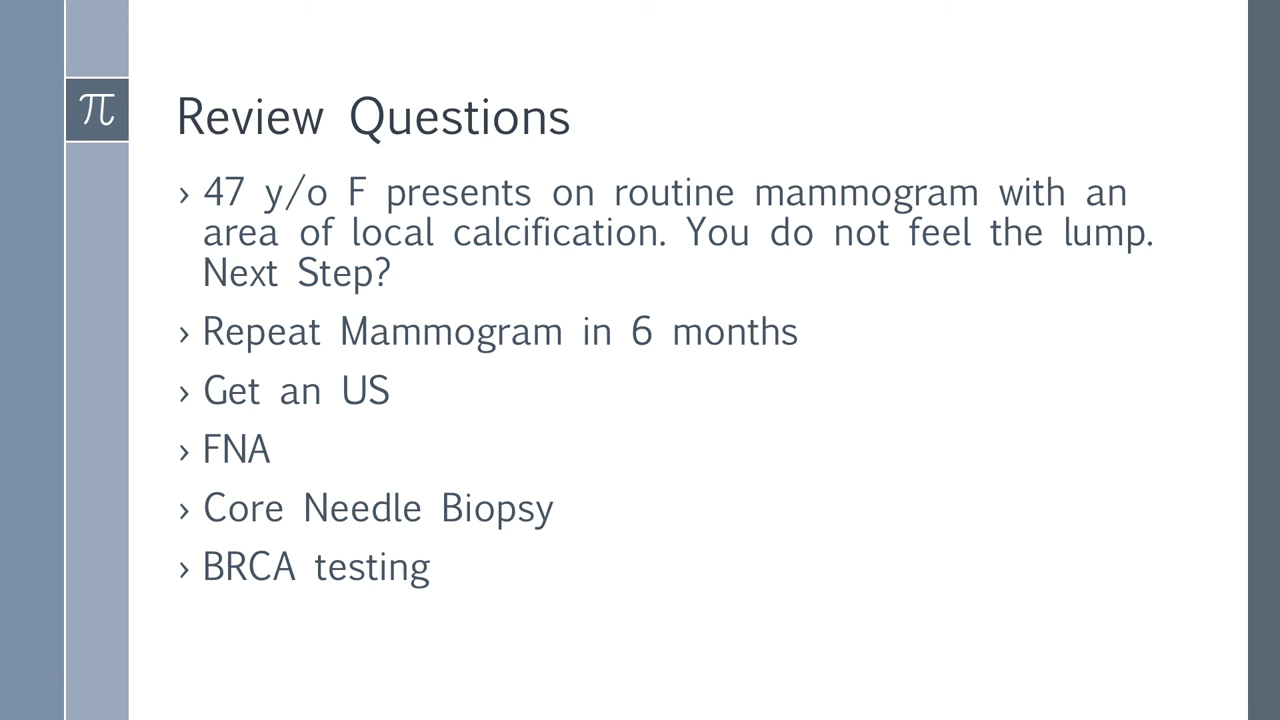 π
Review Questions
› 47 y/o F presents on routine mammogram with an
area of local calcification. You do not feel the lump.
Next Step?
› Repeat Mammogram in 6 months
› Get an US
› FNA
› Core Needle Biopsy
› BRCA testing